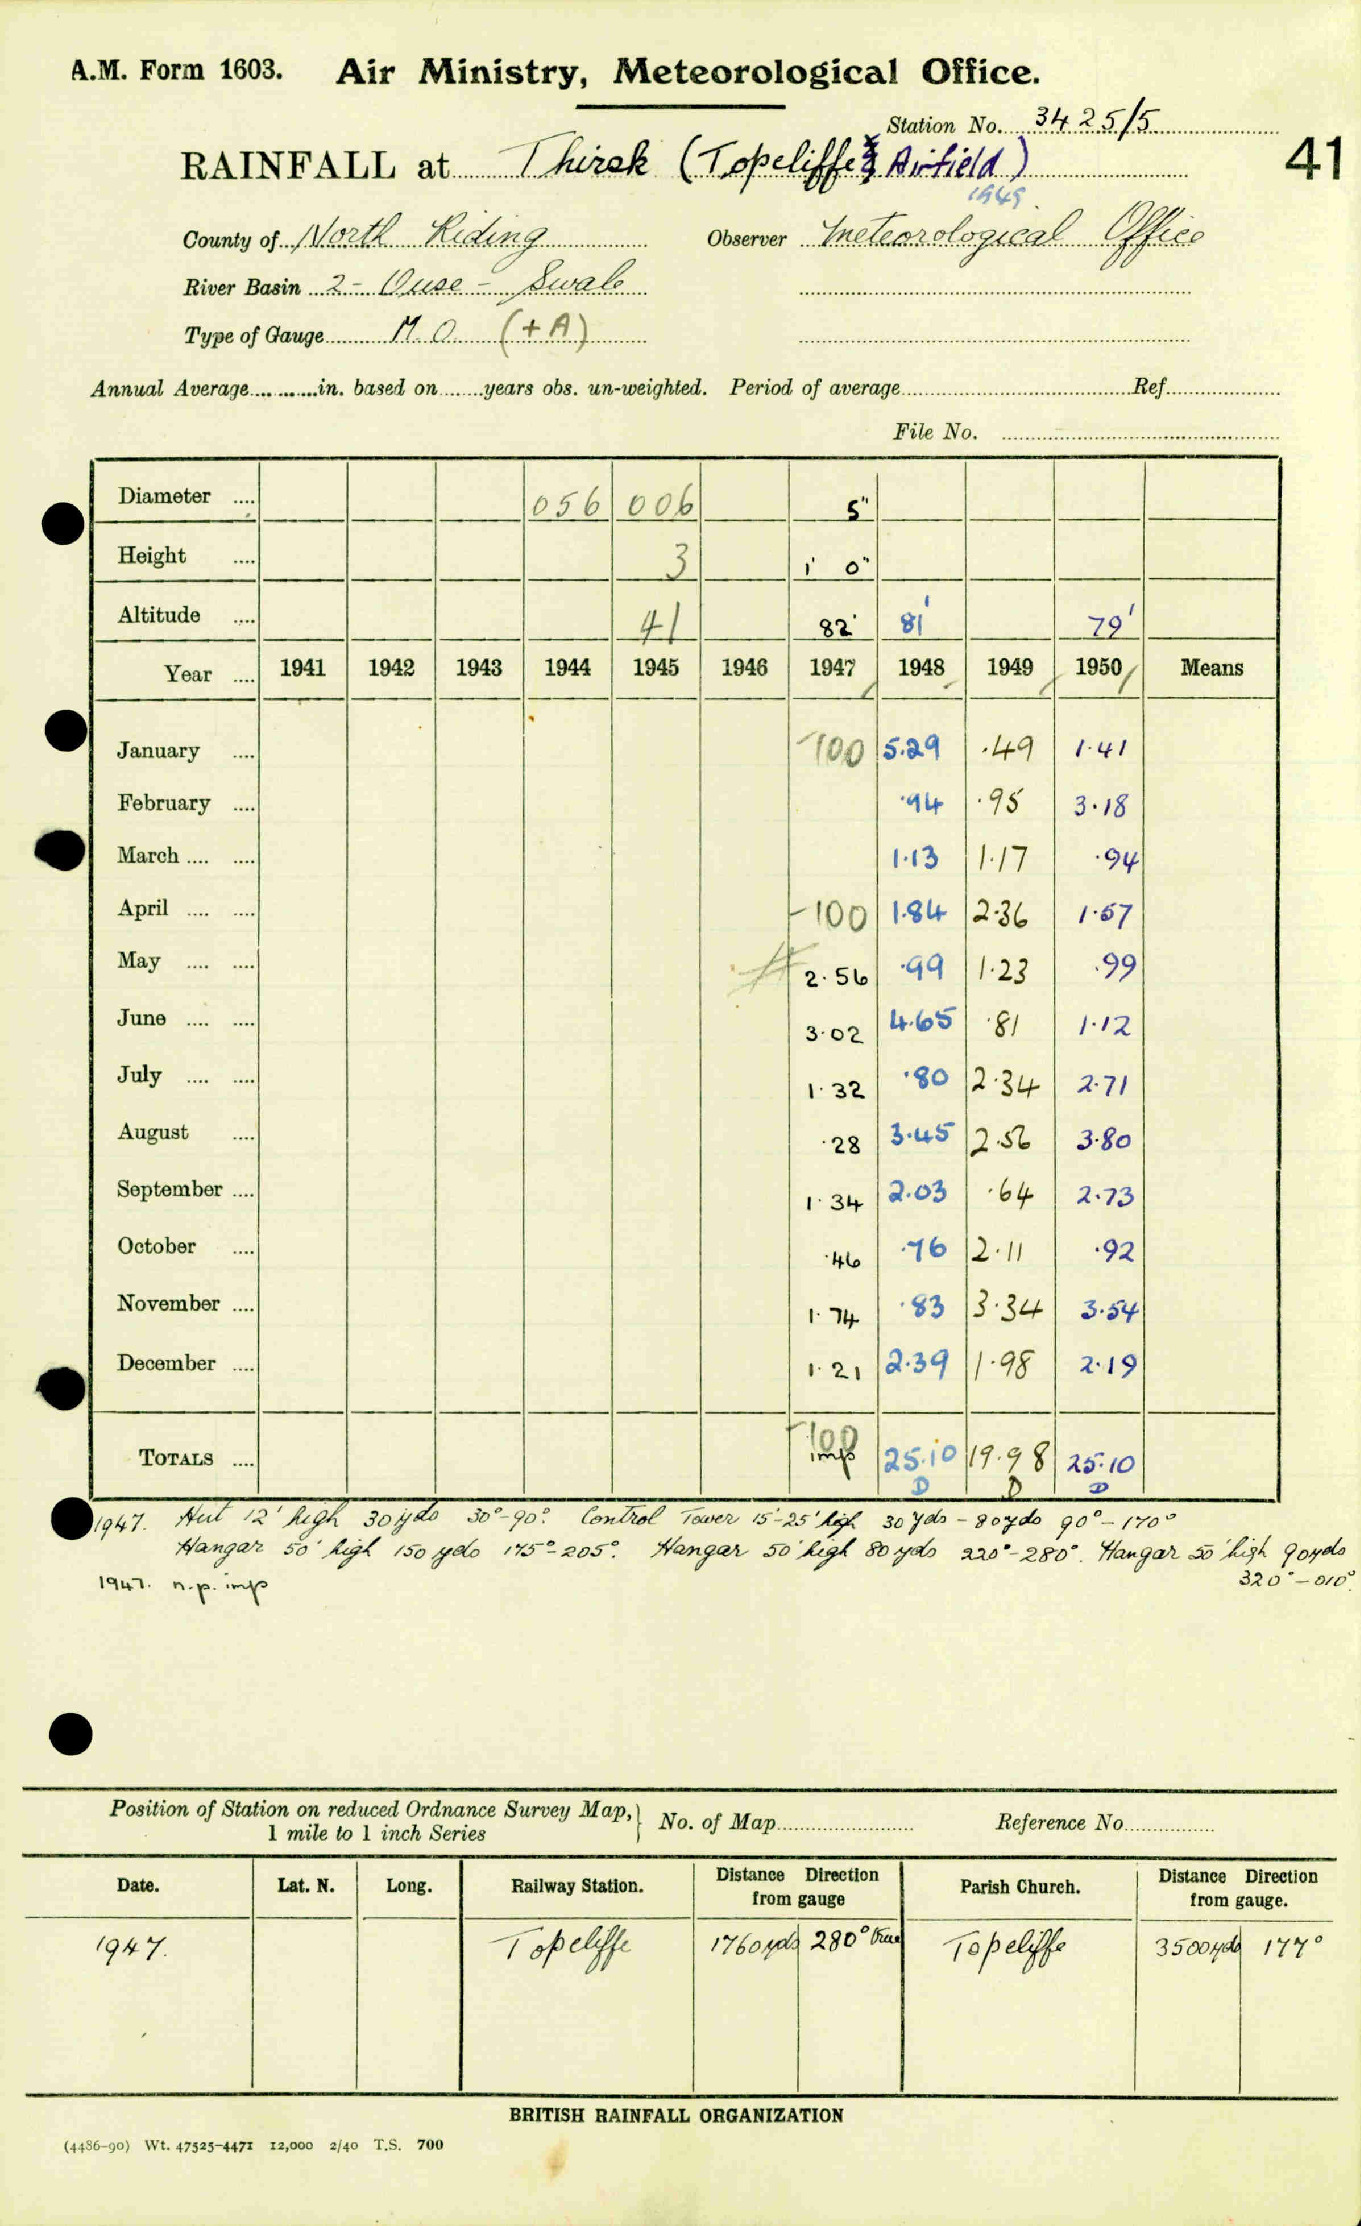 A.M. Form 1603. Air Ministry, Meteorological Office.
Station No. 3425/5
41
RAINFALL at Thirsk (Topcliffe Airfield)
1949.
County of North Riding Observer Meteorological Office
River Basin 2- Ouse - Swale
Type of Gauge M.O. (+A)
Annual Average in. based on years obs. un-weighted. Period of average Ref.
File No.
Diameter 056 006 5"
Height 3 1' 0"
Altitude 41 82' 81' 79'
Year 1941 1942 1943 1944 1945 1946 1947 1948 1949 1950 Means
January -100 5.29 .49 1.41
February .94 .95 3.18
March 1.13 1.17 .94
April -100 1.84 2.36 1.57
May # 2.56 .99 1.23 .99
June 3.02 4.65 .81 1.12
July 1.32 .80 2.34 2.71
August .28 3.45 2.56 3.80
September 1.34 2.03 .64 2.73
October .46 .76 2.11 .92
November 1.74 .83 3.34 3.54
December 1.21 2.39 1.98 2.19
-100
TOTALS imp 25.10 19.98 25.10
D D D
1947. Hut 12' high 30yds 30°-90°. Control Tower 15'-25' high 30 yds - 80yds 90°-170°
Hangar 50' high 150 yds 175°-205°. Hangar 50' high 80 yds 220°-280°. Hangar 50' high 90yds
320°-010°.
1947. n.p. imp
Position of Station on reduced Ordnance Survey Map, No. of Map Reference No.
1 mile to 1 inch Series
Date. Lat. N. Long. Railway Station. Distance Direction from gauge Parish Church. Distance Direction from gauge.
1947. Topcliffe 1760yds 280° true Topcliffe 3500yds 177°
BRITISH RAINFALL ORGANIZATION
(4486-90) Wt. 47525-4471 12,000 2/40 T.S. 700